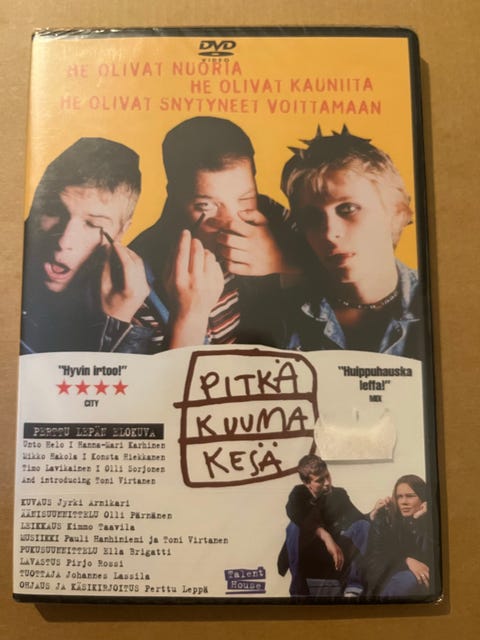 DVD
VIDEO
HE OLIVAT NUORIA
HE OLIVAT KAUNIITA
HE OLIVAT SNYTYNEET VOITTAMAAN
"Hyvin irtoo!"
★★★★
CITY
PITKÄ
KUUMA
KESÄ
"Huippuhauska
leffa!"
MIX
PERTTU LEPÄN ELOKUVA
Unto Helo I Hanna-Mari Karhinen
Mikko Hakola I Konsta Hiekkanen
Timo Lavikainen I Olli Sorjonen
And introducing Toni Virtanen
KUVAUS Jyrki Arnikari
ÄÄNISUUNNITTELU Olli Pärnänen
LEIKKAUS Kimmo Taavila
MUSIIKKI Pauli Hanhiniemi ja Toni Virtanen
PUKUSUUNNITTELU Ella Brigatti
LAVASTUS Pirjo Rossi
TUOTTAJA Johannes Lassila
OHJAUS JA KÄSIKIRJOITUS Perttu Leppä
Talent
House